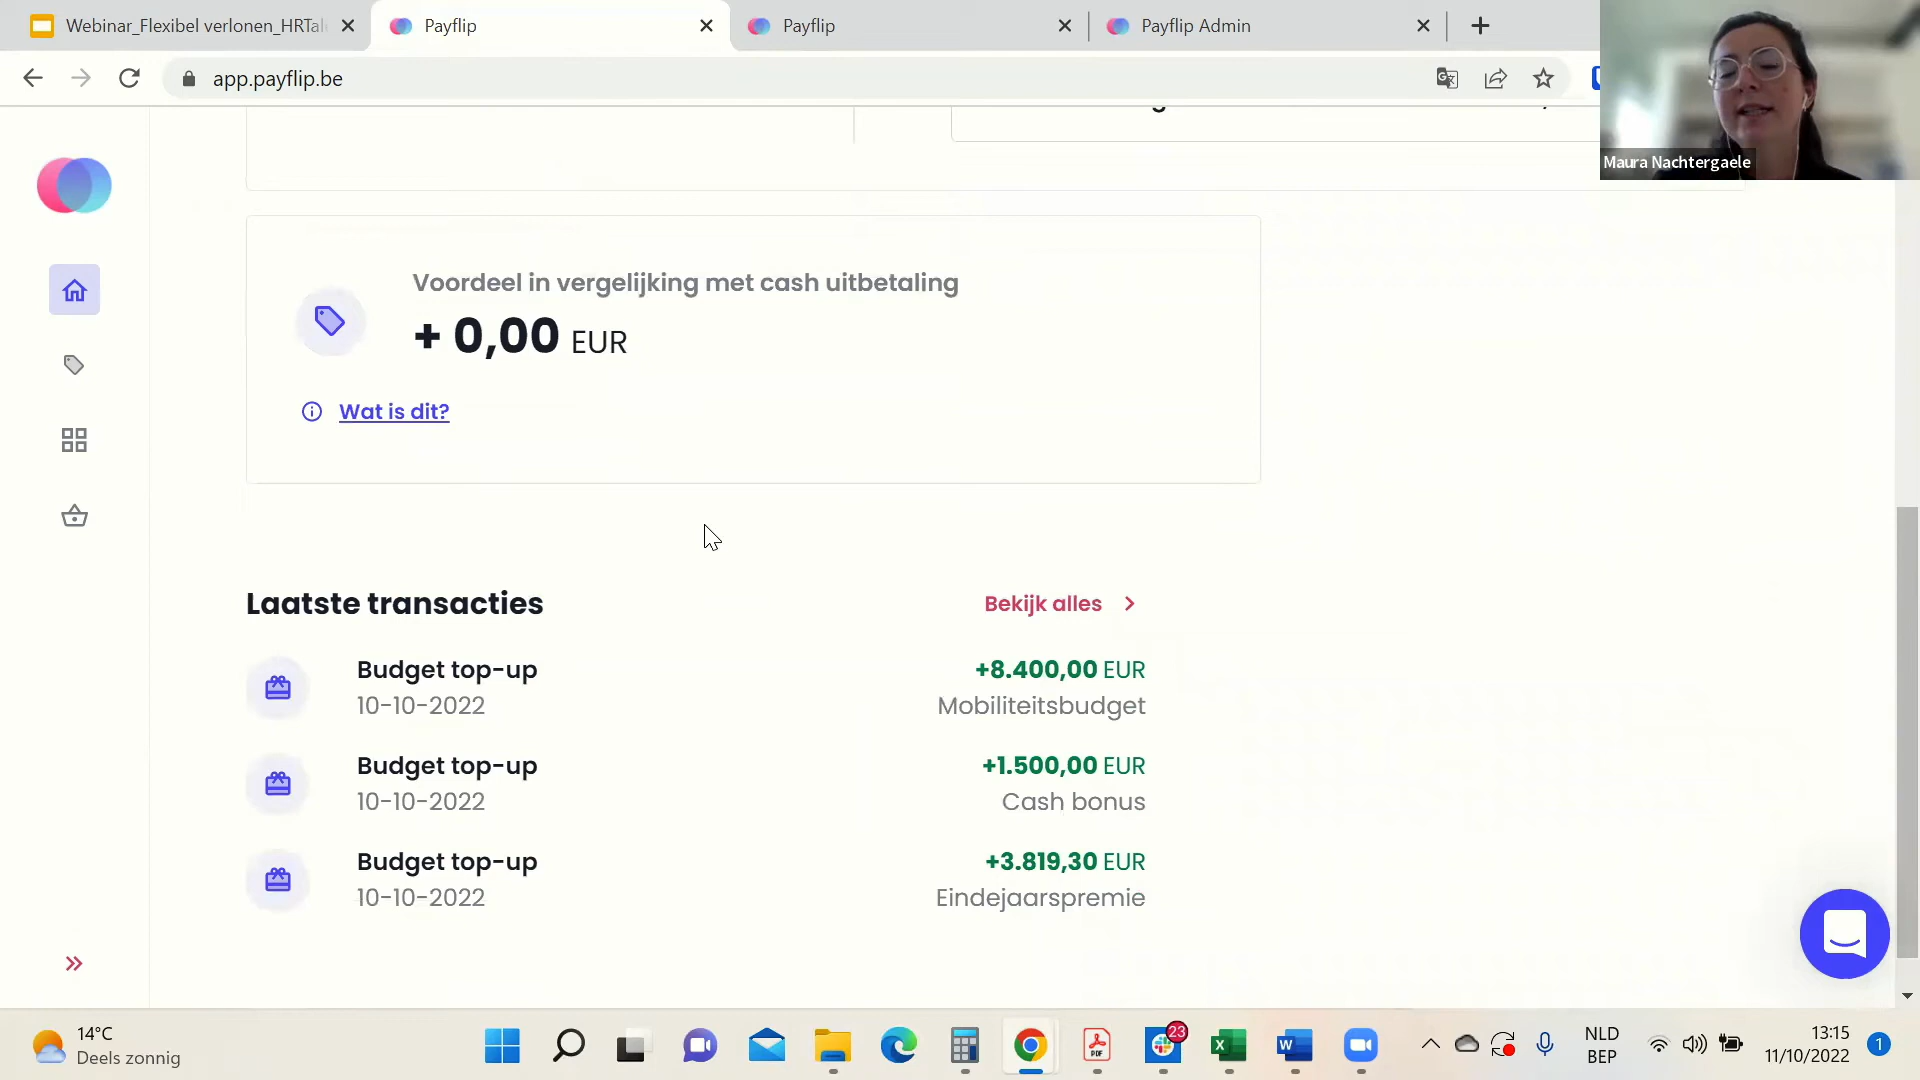 Webinar_Flexibel verlonen_HRTal
Payflip
Payflip
Payflip Admin
app.payflip.be
Maura Nachtergaele
Voordeel in vergelijking met cash uitbetaling
+ 0,00 EUR
Wat is dit?
Laatste transacties
Bekijk alles
Budget top-up
+8.400,00 EUR
10-10-2022
Mobiliteitsbudget
Budget top-up
+1.500,00 EUR
10-10-2022
Cash bonus
Budget top-up
+3.819,30 EUR
10-10-2022
Eindejaarspremie
14°C
Deels zonnig
PDF
23
NLD
BEP
13:15
11/10/2022
1